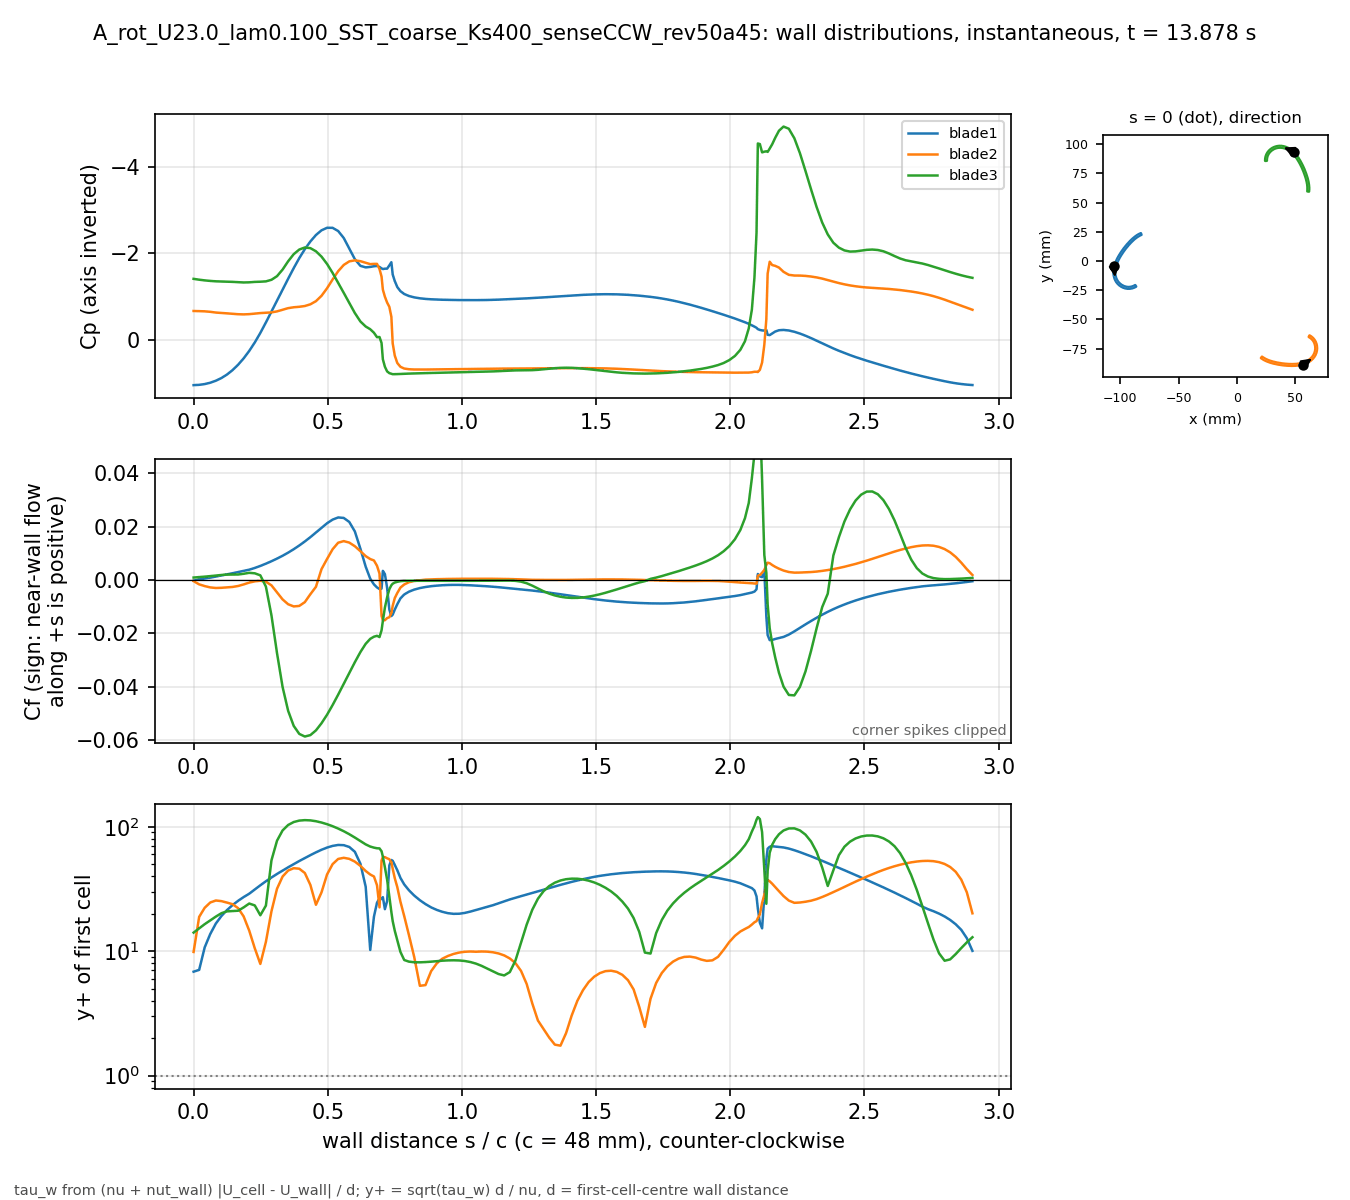 A_rot_U23.0_lam0.100_SST_coarse_Ks400_senseCCW_rev50a45: wall distributions, instantaneous, t = 13.878 s
Cp (axis inverted)
−4
−2
0
0.0 0.5 1.0 1.5 2.0 2.5 3.0
blade1
blade2
blade3
s = 0 (dot), direction
y (mm)
100
75
50
25
0
−25
−50
−75
−100 −50 0 50
x (mm)
Cf (sign: near-wall flow
along +s is positive)
0.04
0.02
0.00
−0.02
−0.04
−0.06
corner spikes clipped
0.0 0.5 1.0 1.5 2.0 2.5 3.0
y+ of first cell
10²
10¹
10⁰
0.0 0.5 1.0 1.5 2.0 2.5 3.0
wall distance s / c (c = 48 mm), counter-clockwise
tau_w from (nu + nut_wall) |U_cell - U_wall| / d; y+ = sqrt(tau_w) d / nu, d = first-cell-centre wall distance